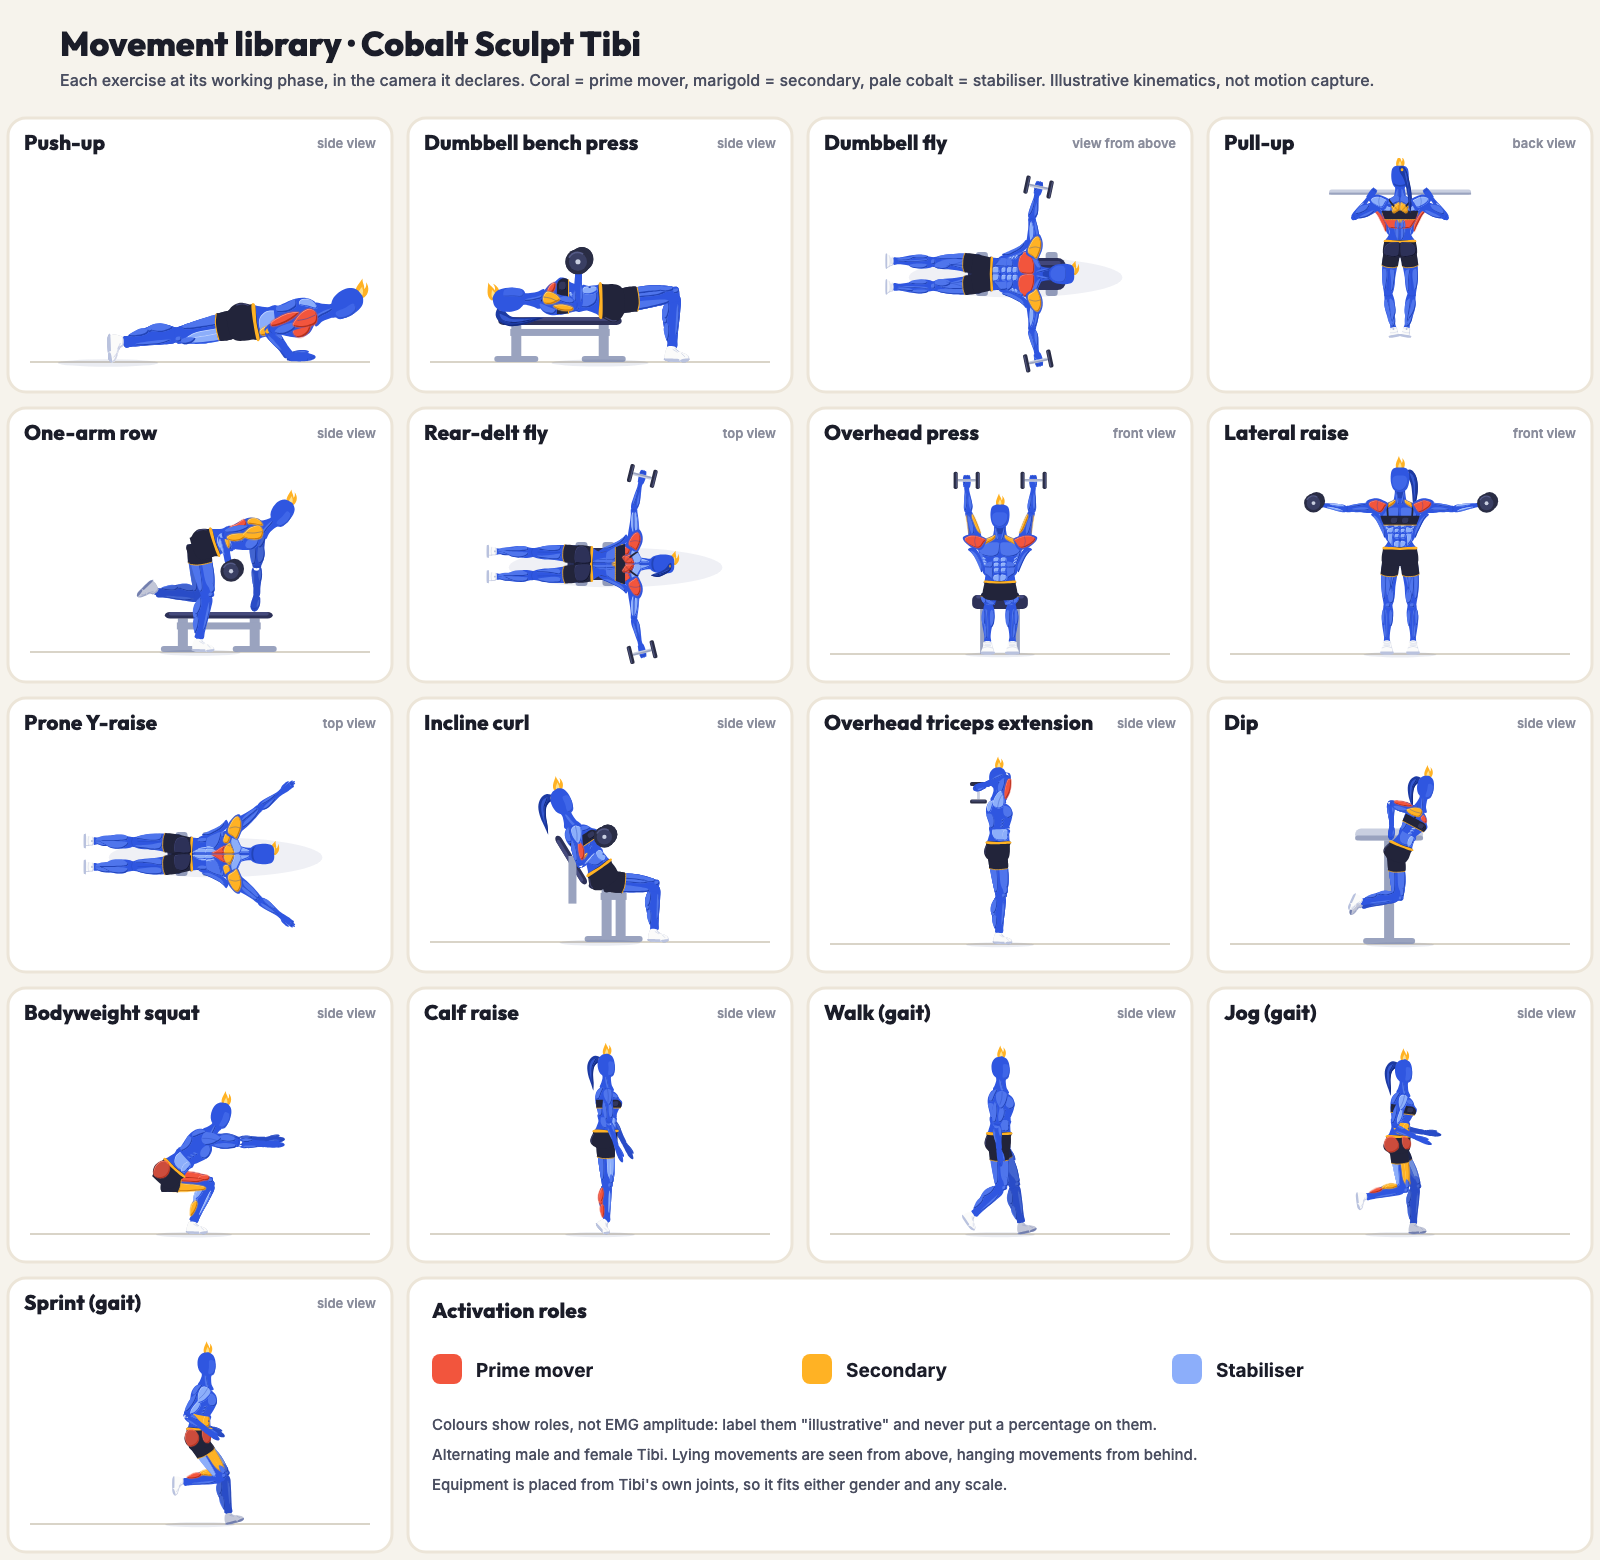 Movement library · Cobalt Sculpt Tibi
Each exercise at its working phase, in the camera it declares. Coral = prime mover, marigold = secondary, pale cobalt = stabiliser. Illustrative kinematics, not motion capture.
Push-up side view
Dumbbell bench press side view
Dumbbell fly view from above
Pull-up back view
One-arm row side view
Rear-delt fly top view
Overhead press front view
Lateral raise front view
Prone Y-raise top view
Incline curl side view
Overhead triceps extension side view
Dip side view
Bodyweight squat side view
Calf raise side view
Walk (gait) side view
Jog (gait) side view
Sprint (gait) side view
Activation roles
Prime mover
Secondary
Stabiliser
Colours show roles, not EMG amplitude: label them "illustrative" and never put a percentage on them.
Alternating male and female Tibi. Lying movements are seen from above, hanging movements from behind.
Equipment is placed from Tibi's own joints, so it fits either gender and any scale.